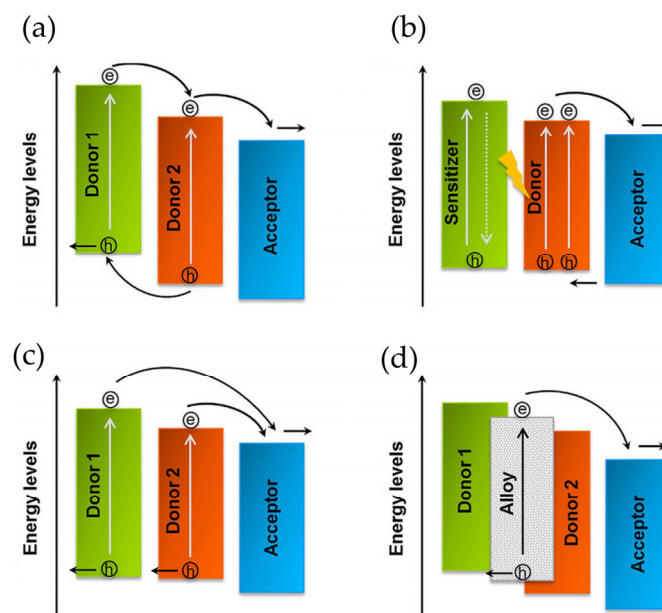 (a)
Energy levels
Donor 1
e
h
Donor 2
e
h
Acceptor
(b)
Energy levels
Sensitizer
e
h
Donor
e e
h h
Acceptor
(c)
Energy levels
Donor 1
e
h
Donor 2
e
h
Acceptor
(d)
Energy levels
Donor 1
Alloy
e
h
Donor 2
Acceptor